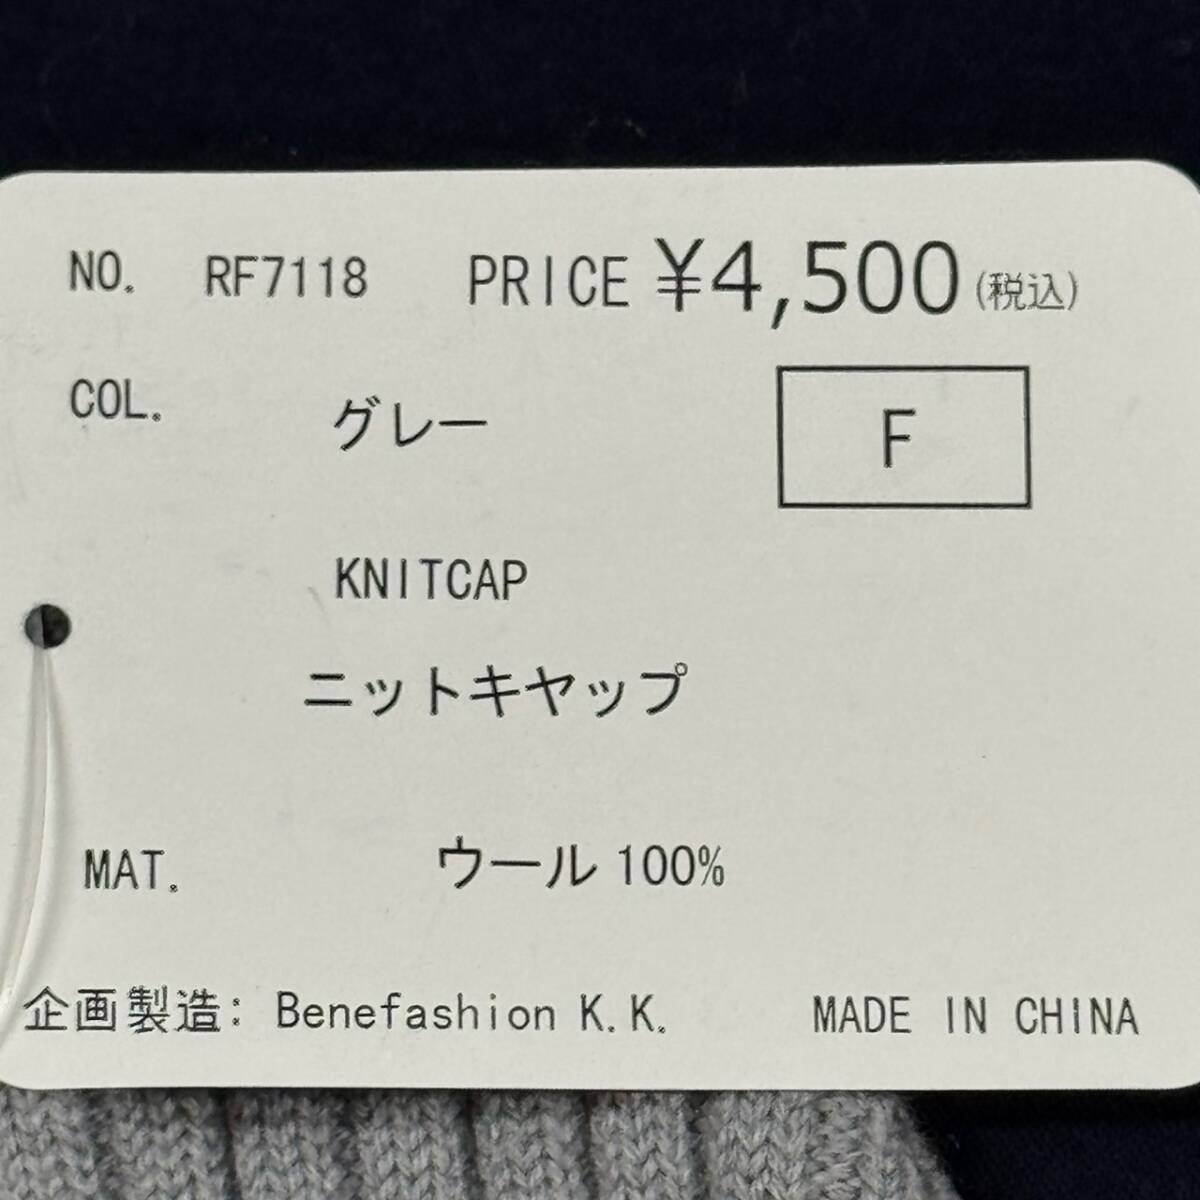 NO. RF7118 PRICE ¥4,500(税込)
COL. グレー F
KNITCAP
ニットキヤップ
MAT. ウール 100%
企画製造: Benefashion K.K. MADE IN CHINA